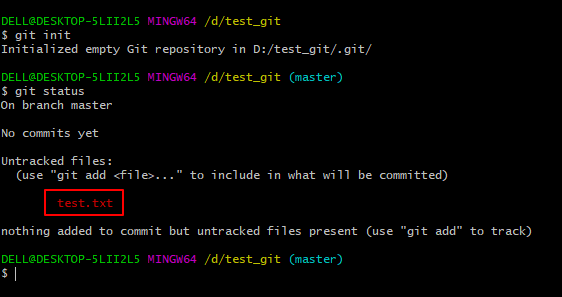 DELL@DESKTOP-5LII2L5 MINGW64 /d/test_git
$ git init
Initialized empty Git repository in D:/test_git/.git/
DELL@DESKTOP-5LII2L5 MINGW64 /d/test_git (master)
$ git status
On branch master
No commits yet
Untracked files:
(use "git add <file>..." to include in what will be committed)
test.txt
nothing added to commit but untracked files present (use "git add" to track)
DELL@DESKTOP-5LII2L5 MINGW64 /d/test_git (master)
$